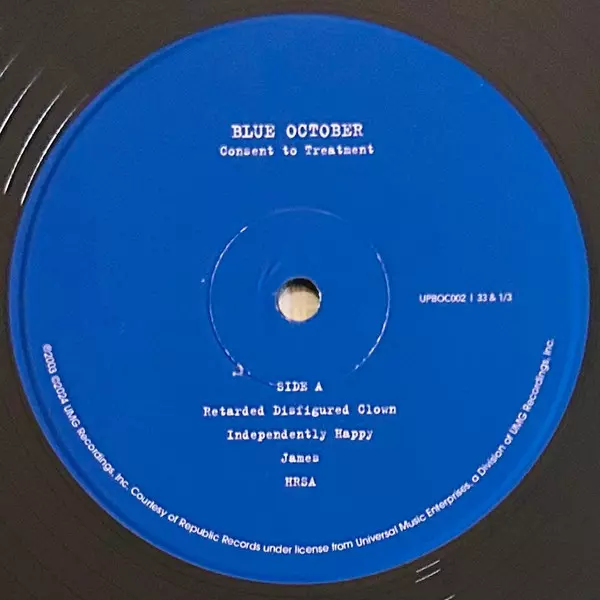 BLUE OCTOBER
Consent to Treatment
UPBOC002 | 33 & 1/3
SIDE A
Retarded Disfigured Clown
Independently Happy
James
HRSA
℗2003 ©2024 UMG Recordings, Inc. Courtesy of Republic Records under license from Universal Music Enterprises, a Division of UMG Recordings, Inc.